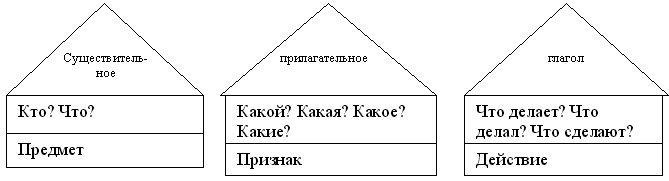 Существитель-
ное
Кто? Что?
Предмет
прилагательное
Какой? Какая? Какое?
Какие?
Признак
глагол
Что делает? Что
делал? Что сделают?
Действие